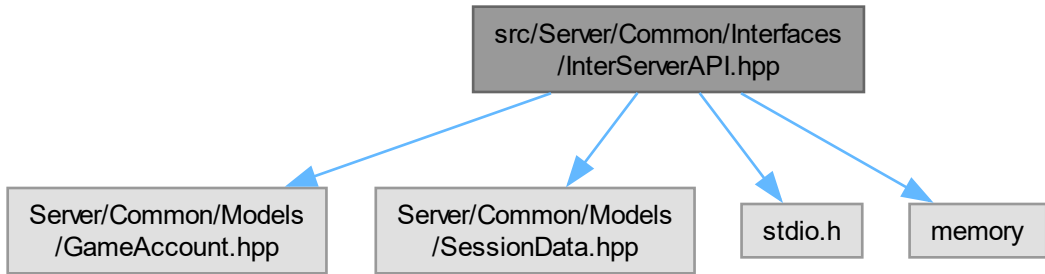 src/Server/Common/Interfaces
/InterServerAPI.hpp
Server/Common/Models
/GameAccount.hpp
Server/Common/Models
/SessionData.hpp
stdio.h
memory